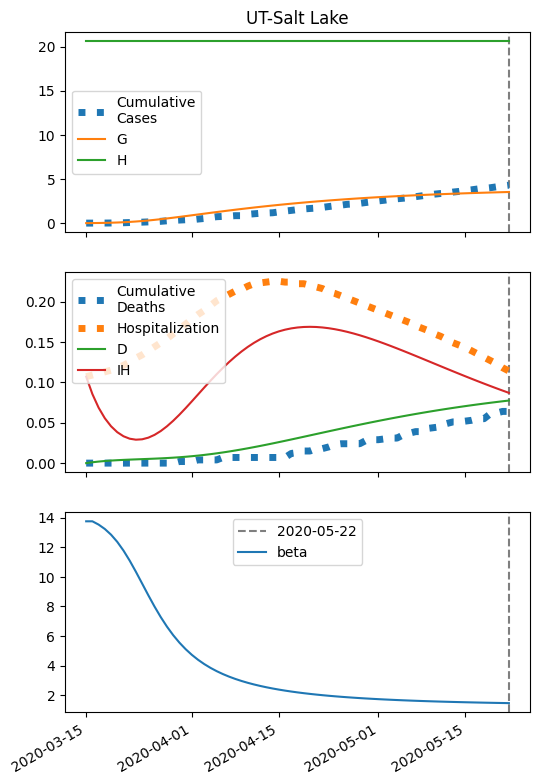 UT-Salt Lake
20
15
10
5
0
Cumulative
Cases
G
H
0.20
0.15
0.10
0.05
0.00
Cumulative
Deaths
Hospitalization
D
IH
14
12
10
8
6
4
2
2020-05-22
beta
2020-03-15
2020-04-01
2020-04-15
2020-05-01
2020-05-15